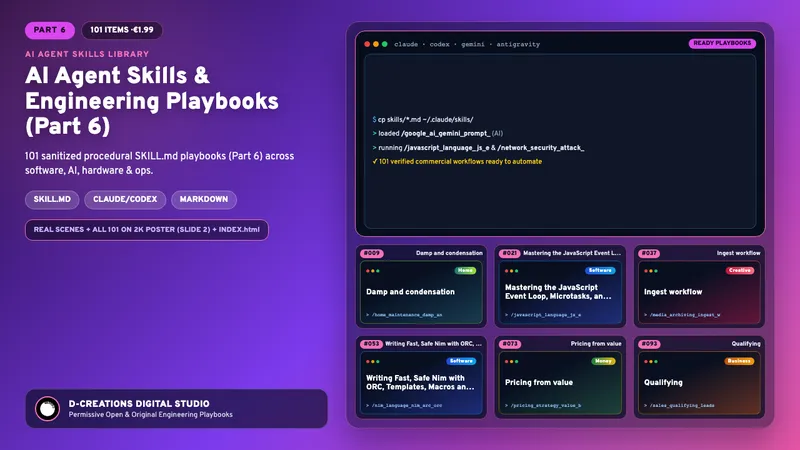 PART 6
101 ITEMS · €1.99
AI AGENT SKILLS LIBRARY
AI Agent Skills &
Engineering Playbooks
(Part 6)
101 sanitized procedural SKILL.md playbooks (Part 6) across
software, AI, hardware & ops.
SKILL.MD
CLAUDE/CODEX
MARKDOWN
REAL SCENES + ALL 101 ON 2K POSTER (SLIDE 2) + INDEX.html
D-CREATIONS DIGITAL STUDIO
Permissive Open & Original Engineering Playbooks
claude · codex · gemini · antigravity
READY PLAYBOOKS
$ cp skills/*.md ~/.claude/skills/
> loaded /google_ai_gemini_prompt_ (AI)
> running /javascript_language_js_e & /network_security_attack_
✓ 101 verified commercial workflows ready to automate
#009
Damp and condensation
Home
Damp and condensation
> /home_maintenance_damp_an
#021
Mastering the JavaScript Event L...
Software
Mastering the JavaScript
Event Loop, Microtasks, an...
> /javascript_language_js_e
#037
Ingest workflow
Creative
Ingest workflow
> /media_archiving_ingest_w
#053
Writing Fast, Safe Nim with ORC, ...
Software
Writing Fast, Safe Nim with
ORC, Templates, Macros an...
> /nim_language_nim_arc_orc
#073
Pricing from value
Money
Pricing from value
> /pricing_strategy_value_b
#093
Qualifying
Business
Qualifying
> /sales_qualifying_leads